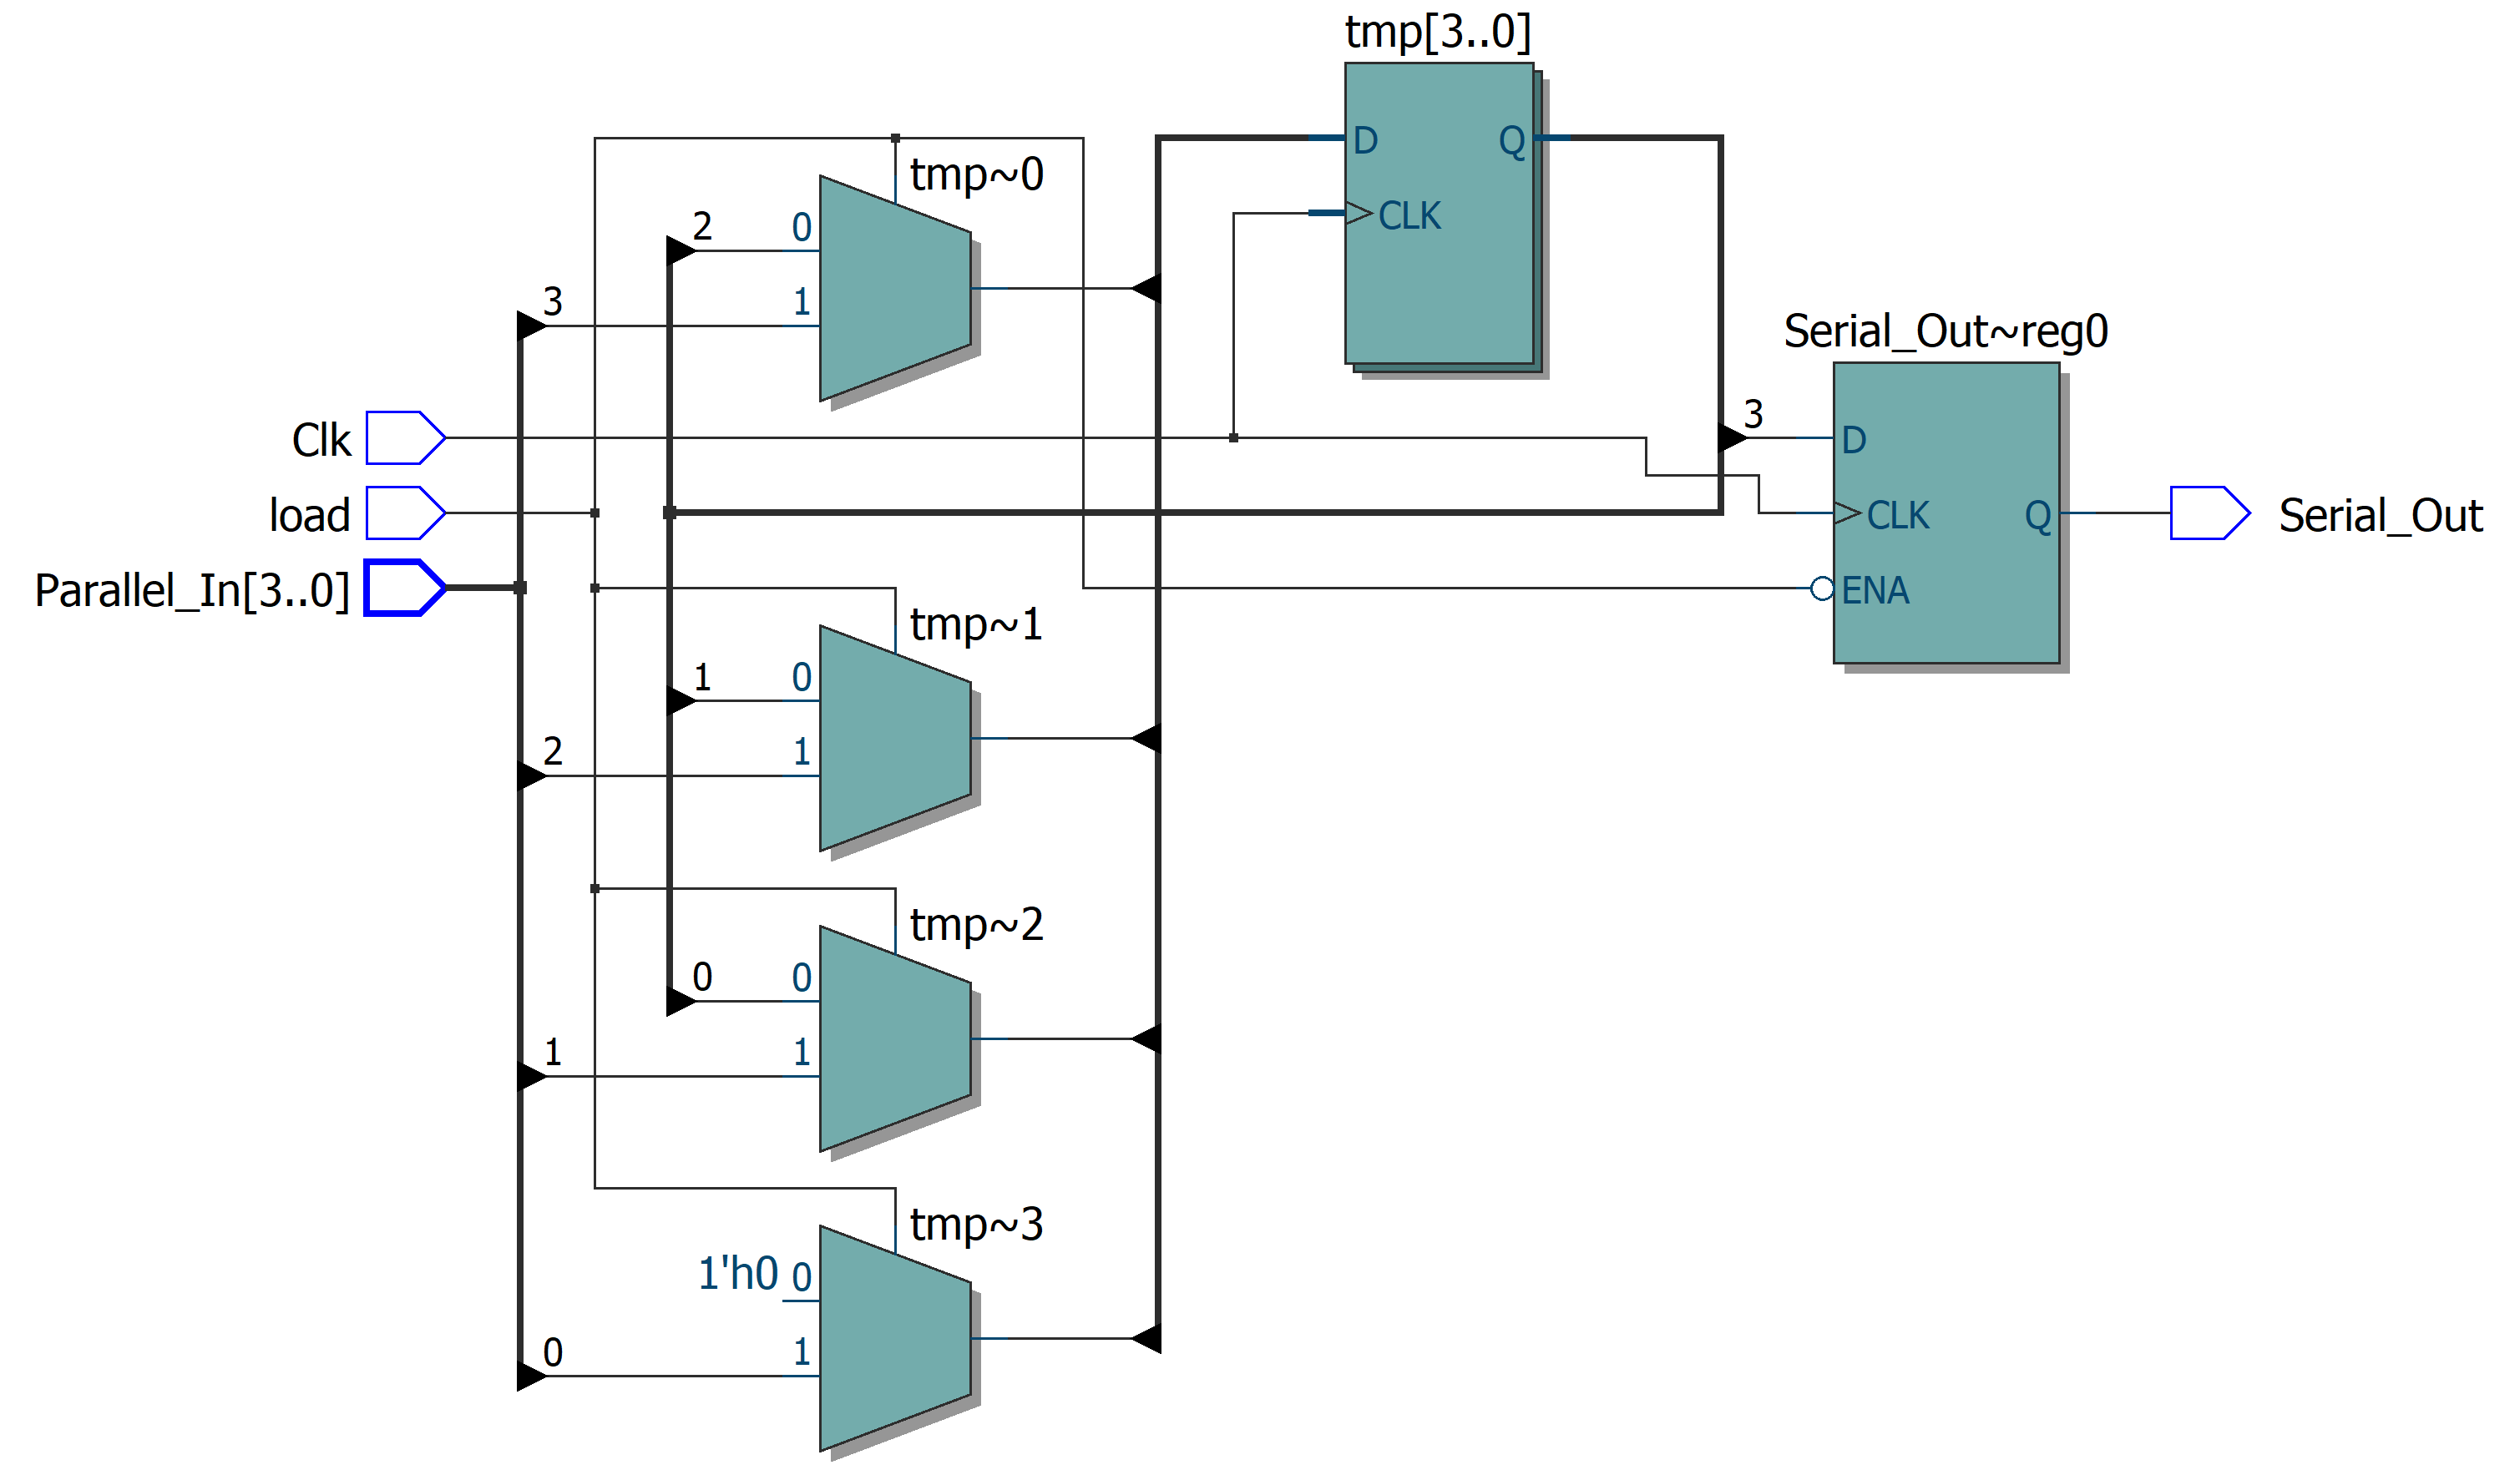 tmp[3..0]
D
Q
CLK
tmp~0
2
0
3
1
Serial_Out~reg0
3
D
CLK
Q
ENA
Clk
load
Parallel_In[3..0]
Serial_Out
tmp~1
1
0
2
1
tmp~2
0
0
1
1
tmp~3
1'h0
0
0
1